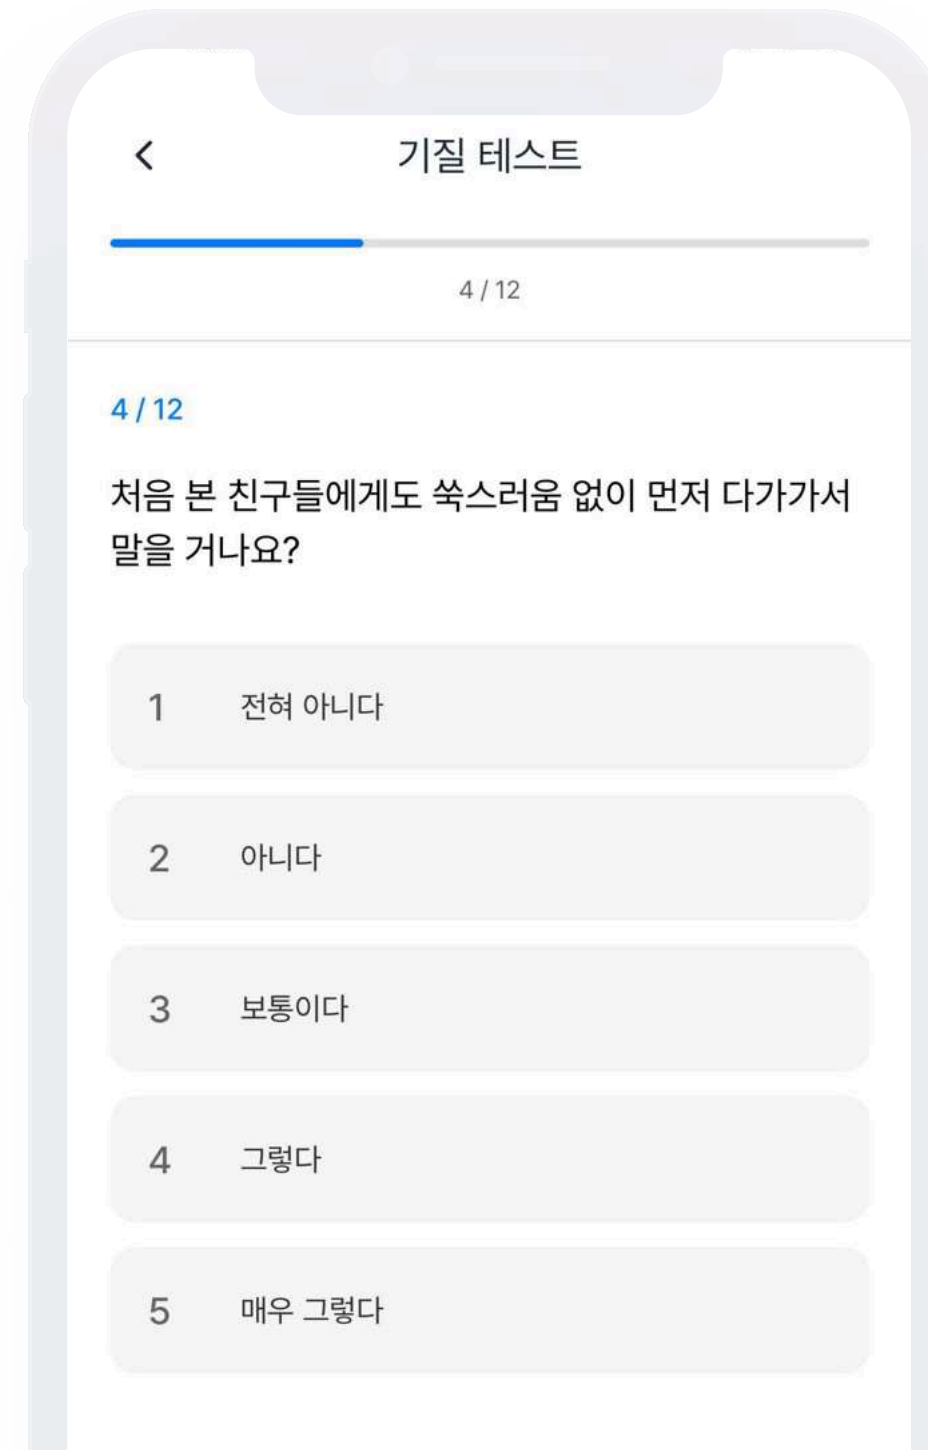 기질 테스트
4 / 12
4 / 12
처음 본 친구들에게도 쑥스러움 없이 먼저 다가가서
말을 거나요?
1 전혀 아니다
2 아니다
3 보통이다
4 그렇다
5 매우 그렇다